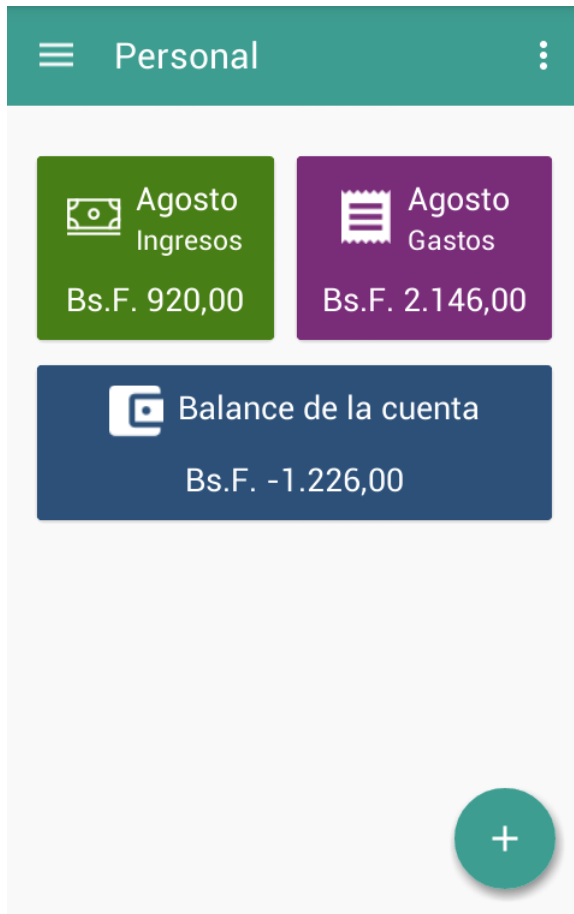 Personal
Agosto
Ingresos
Bs.F. 920,00
Agosto
Gastos
Bs.F. 2.146,00
Balance de la cuenta
Bs.F. -1.226,00
+